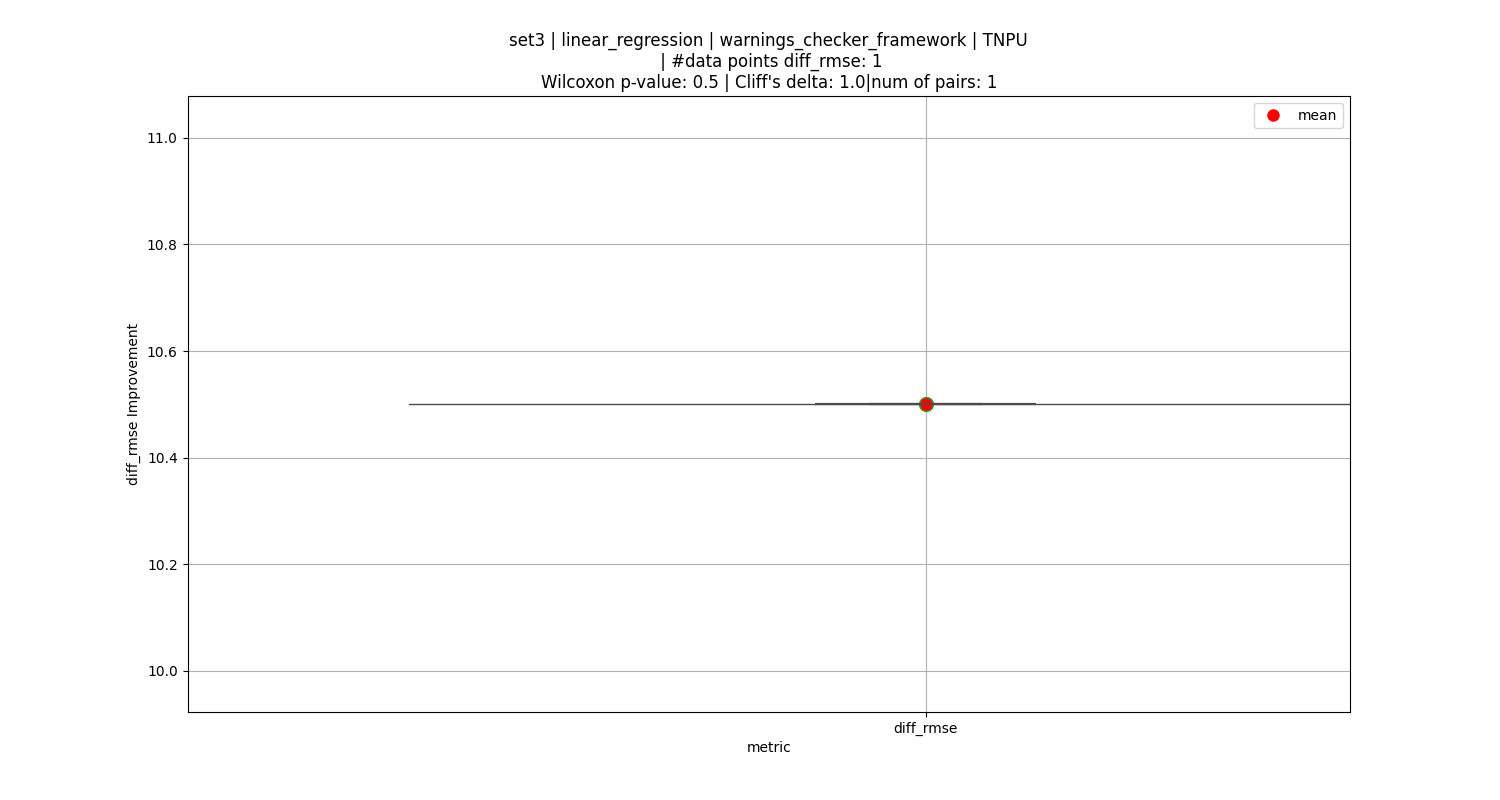 set3 | linear_regression | warnings_checker_framework | TNPU
| #data points diff_rmse: 1
Wilcoxon p-value: 0.5 | Cliff's delta: 1.0|num of pairs: 1
mean
11.0
10.8
10.6
10.4
10.2
10.0
diff_rmse Improvement
diff_rmse
metric